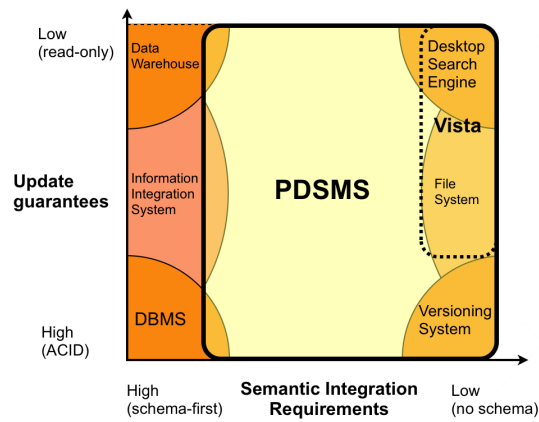 Low
(read-only)
Data
Warehouse
Desktop
Search
Engine
Vista
Update
guarantees
Information
Integration
System
PDSMS
File
System
DBMS
Versioning
System
High
(ACID)
High
(schema-first)
Semantic Integration
Requirements
Low
(no schema)